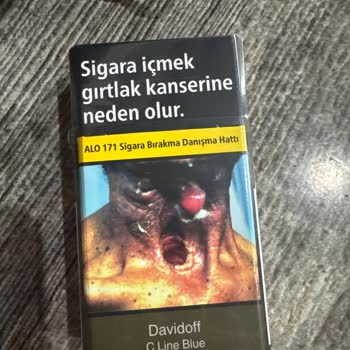 Sigara içmek
gırtlak kanserine
neden olur.
ALO 171 Sigara Bırakma Danışma Hattı
Davidoff
C Line Blue